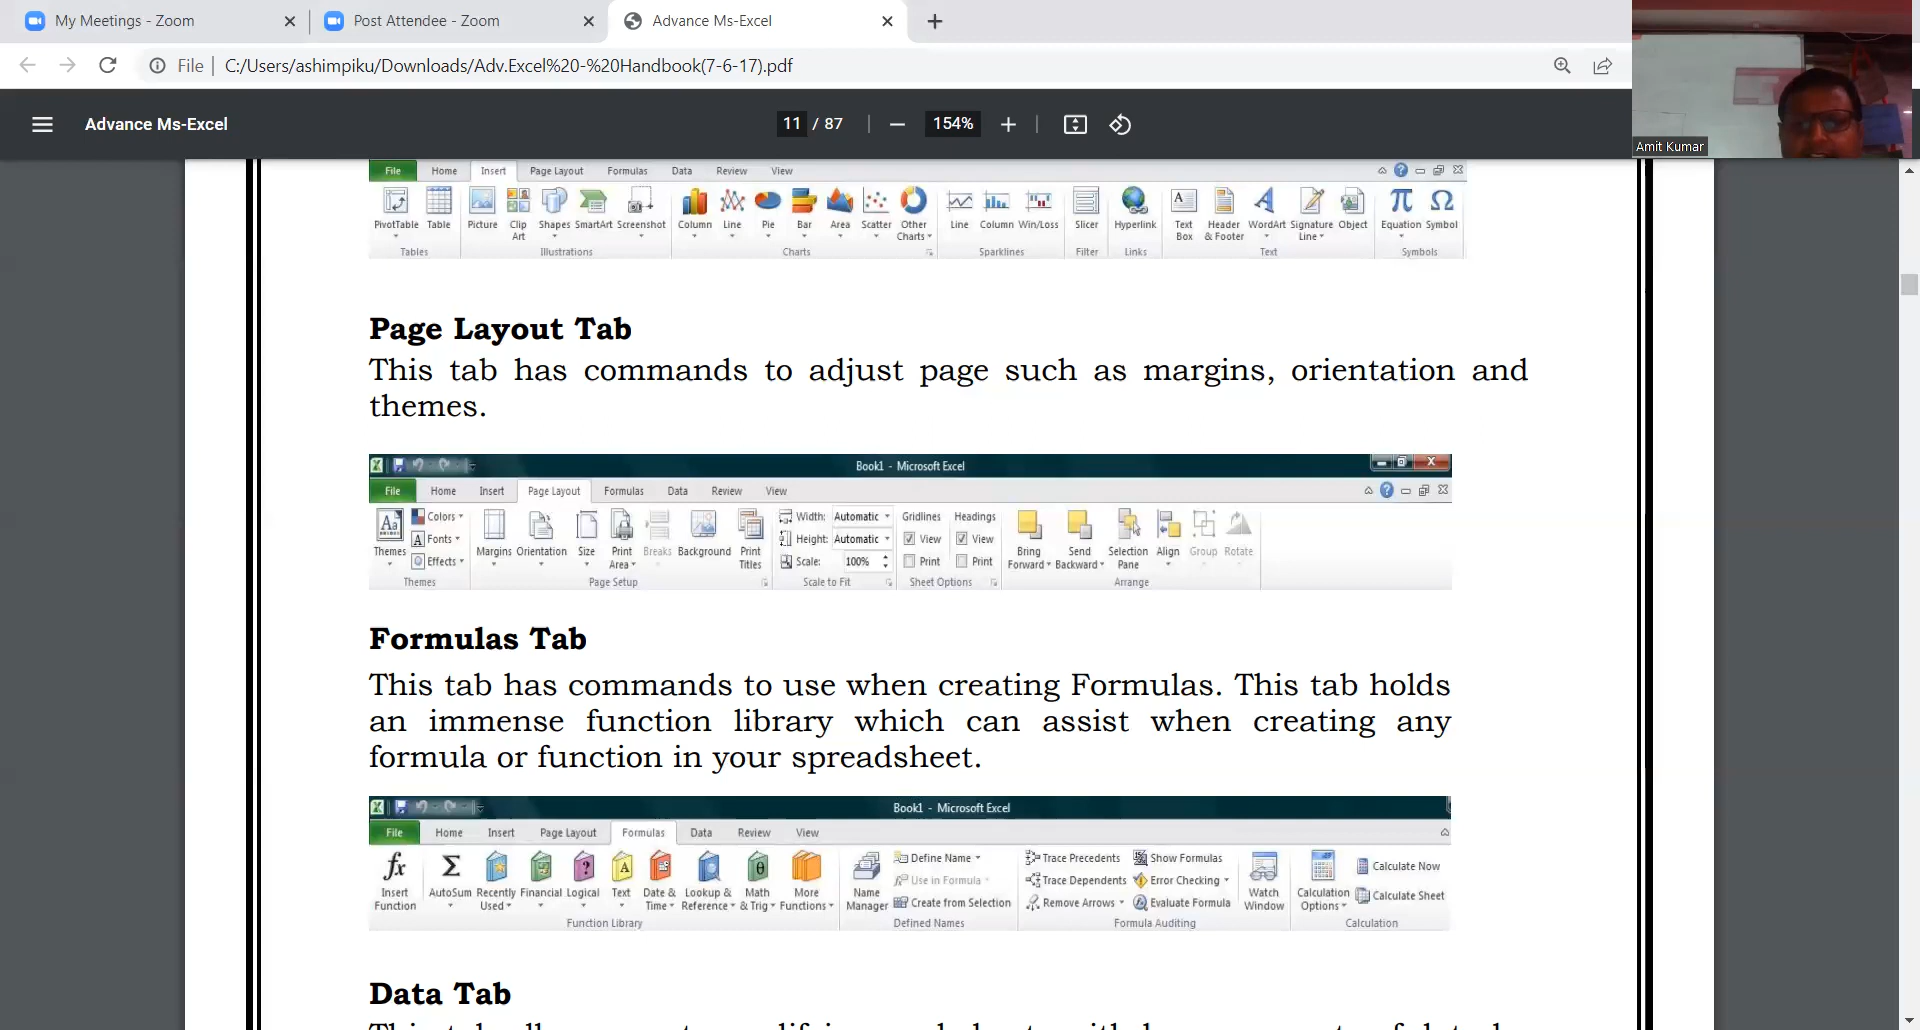 My Meetings - Zoom
Post Attendee - Zoom
Advance Ms-Excel
File
C:/Users/ashimpiku/Downloads/Adv.Excel%20-%20Handbook(7-6-17).pdf
Advance Ms-Excel
11 / 87
154%
Amit Kumar
File Home Insert Page Layout Formulas Data Review View
PivotTable Table Picture Clip Art Shapes SmartArt Screenshot Column Line Pie Bar Area Scatter Other Charts Line Column Win/Loss Slicer Hyperlink Text Box Header & Footer WordArt Signature Line Object Equation Symbol
Tables Illustrations Charts Sparklines Filter Links Text Symbols
Page Layout Tab
This tab has commands to adjust page such as margins, orientation and
themes.
Book1 - Microsoft Excel
File Home Insert Page Layout Formulas Data Review View
Colors Width: Automatic Gridlines Headings
Fonts Height: Automatic View View
Themes Effects Margins Orientation Size Print Area Breaks Background Print Titles Scale: 100% Print Print Bring Forward Send Backward Selection Pane Align Group Rotate
Themes Page Setup Scale to Fit Sheet Options Arrange
Formulas Tab
This tab has commands to use when creating Formulas. This tab holds
an immense function library which can assist when creating any
formula or function in your spreadsheet.
Book1 - Microsoft Excel
File Home Insert Page Layout Formulas Data Review View
Define Name Trace Precedents Show Formulas Calculate Now
Use in Formula Trace Dependents Error Checking
Insert Function AutoSum Recently Used Financial Logical Text Date & Time Lookup & Reference Math & Trig More Functions Name Manager Create from Selection Remove Arrows Evaluate Formula Watch Window Calculation Options Calculate Sheet
Function Library Defined Names Formula Auditing Calculation
Data Tab